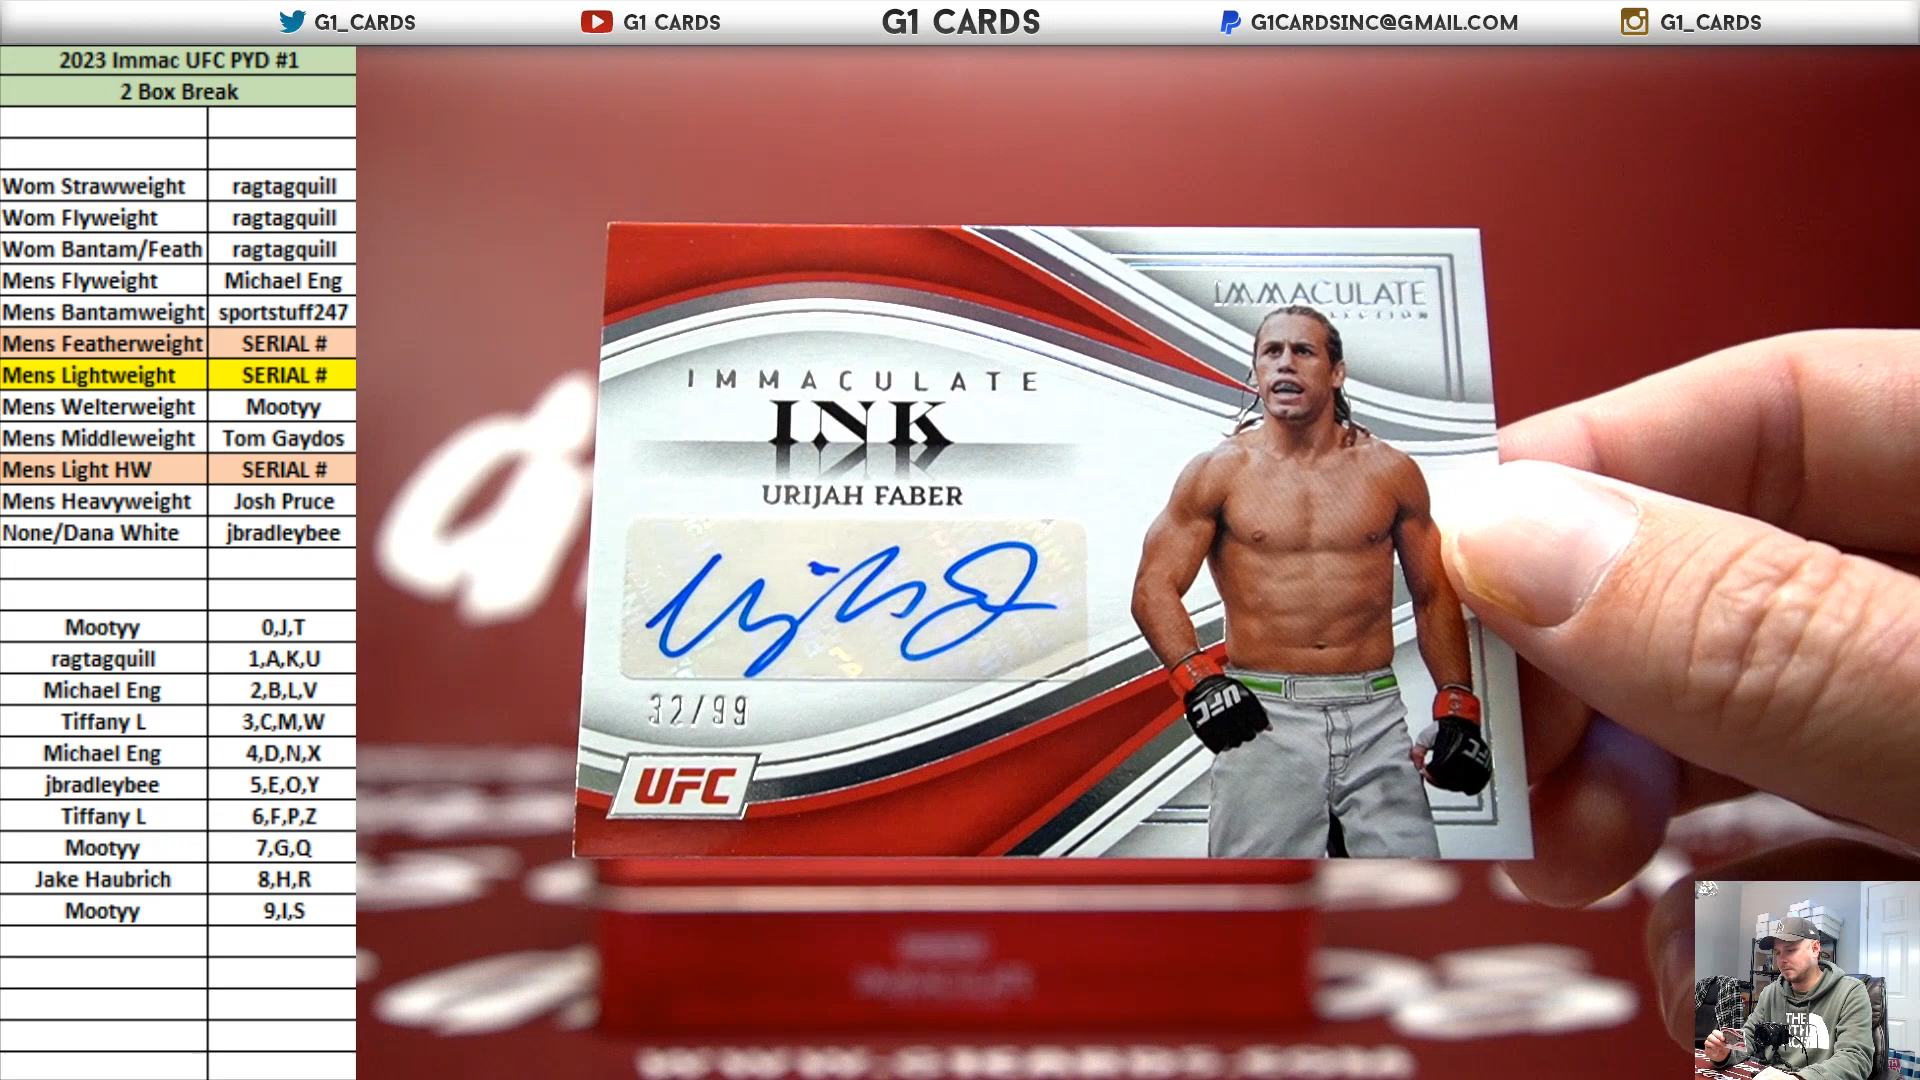 G1_CARDS
G1 CARDS
G1 CARDS
G1CARDSINC@GMAIL.COM
G1_CARDS
2023 Immac UFC PYD #1
2 Box Break
Wom Strawweight ragtagquill
Wom Flyweight ragtagquill
Wom Bantam/Feath ragtagquill
Mens Flyweight Michael Eng
Mens Bantamweight sportstuff247
Mens Featherweight SERIAL #
Mens Lightweight SERIAL #
Mens Welterweight Mootyy
Mens Middleweight Tom Gaydos
Mens Light HW SERIAL #
Mens Heavyweight Josh Pruce
None/Dana White jbradleybee
Mootyy 0,J,T
ragtagquill 1,A,K,U
Michael Eng 2,B,L,V
Tiffany L 3,C,M,W
Michael Eng 4,D,N,X
jbradleybee 5,E,O,Y
Tiffany L 6,F,P,Z
Mootyy 7,G,Q
Jake Haubrich 8,H,R
Mootyy 9,I,S
IMMACULATE
IMMACULATE
INK
URIJAH FABER
32/99
UFC
UFC
UFC
THE